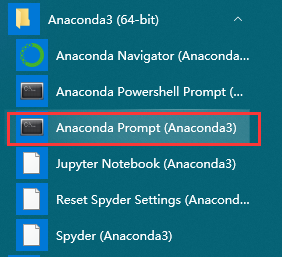 Anaconda3 (64-bit)
Anaconda Navigator (Anaconda...
Anaconda Powershell Prompt (...
Anaconda Prompt (Anaconda3)
Jupyter Notebook (Anaconda3)
Reset Spyder Settings (Anacond...
Spyder (Anaconda3)